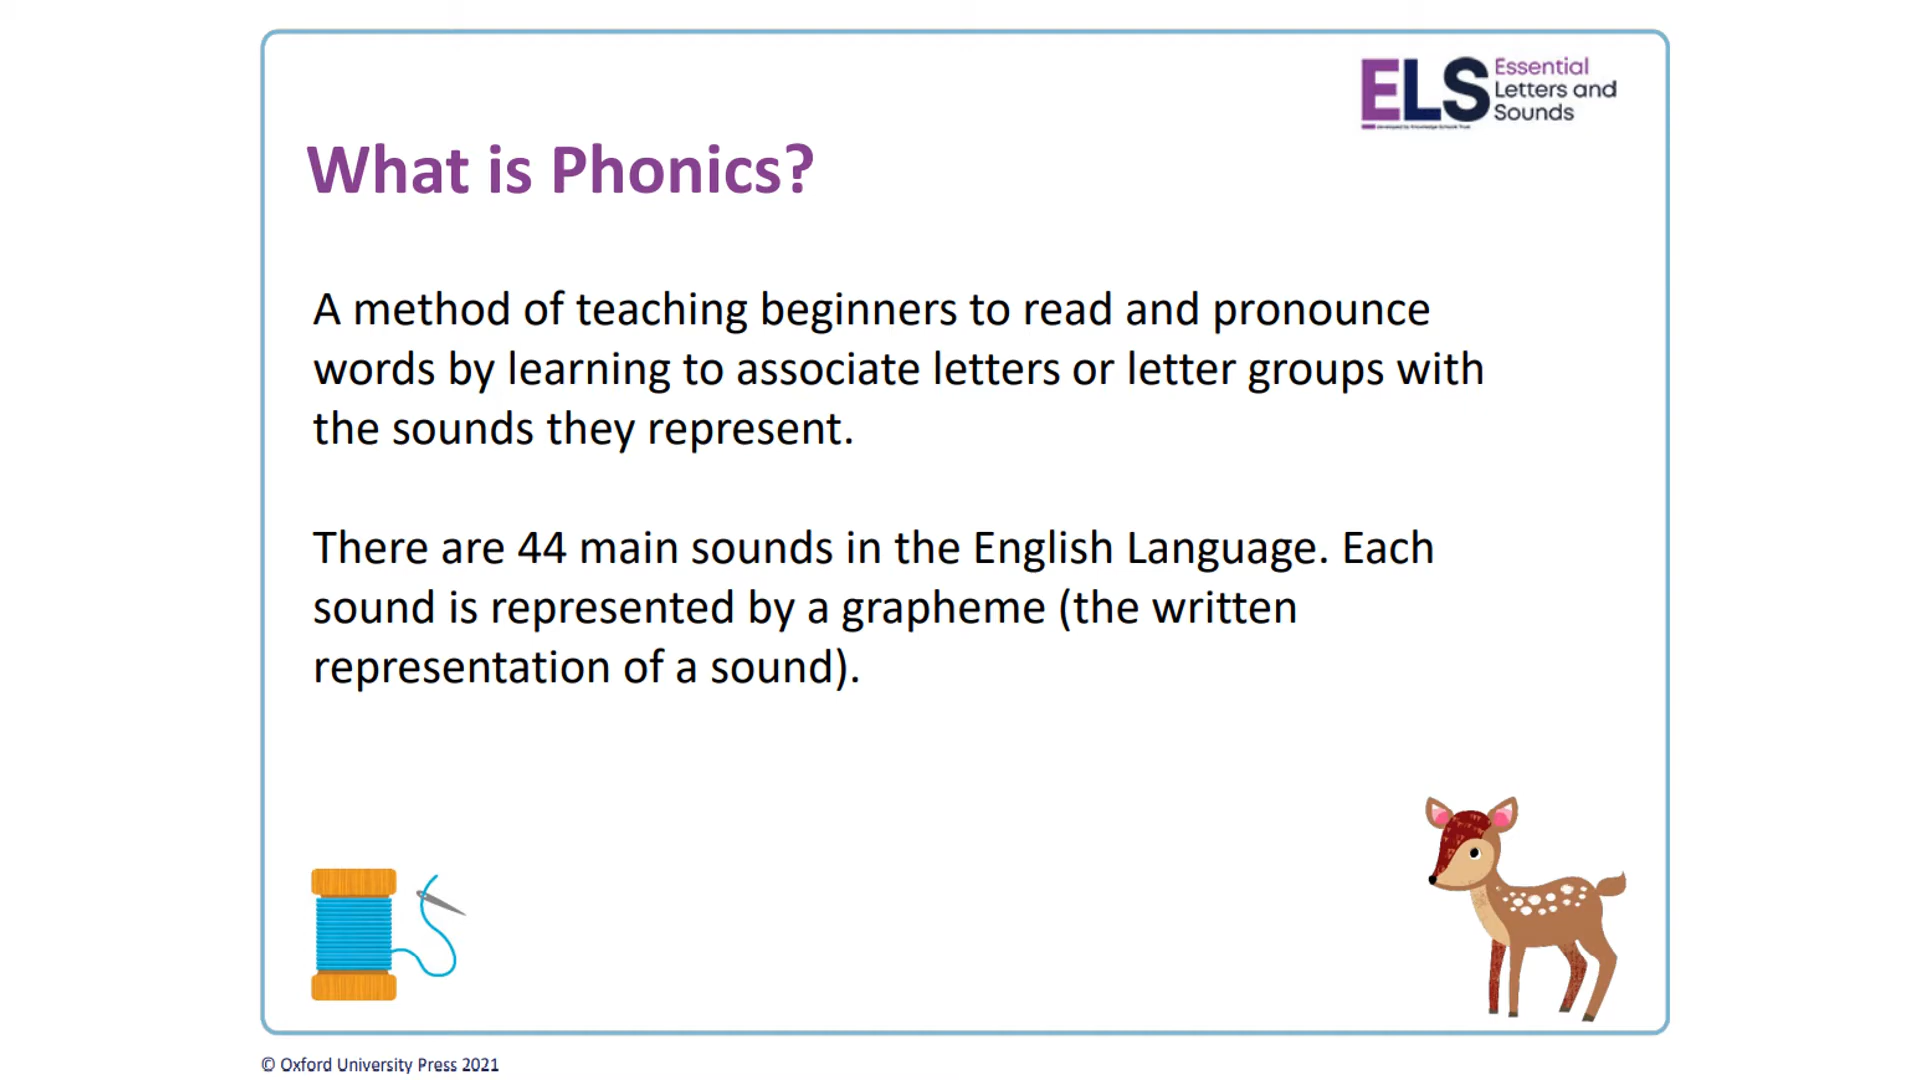 ELS Essential
Letters and
Sounds
What is Phonics?
A method of teaching beginners to read and pronounce
words by learning to associate letters or letter groups with
the sounds they represent.
There are 44 main sounds in the English Language. Each
sound is represented by a grapheme (the written
representation of a sound).
© Oxford University Press 2021